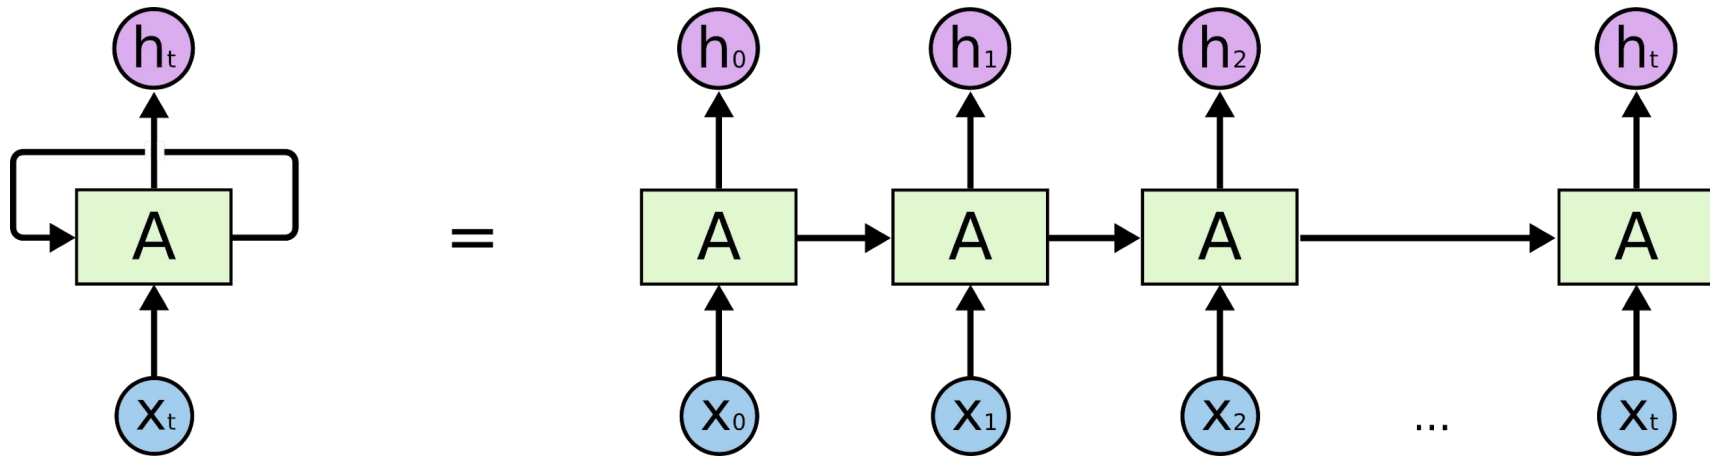 hₜ h₀ h₁ h₂ hₜ
A = A A A A
xₜ x₀ x₁ x₂ ... xₜ